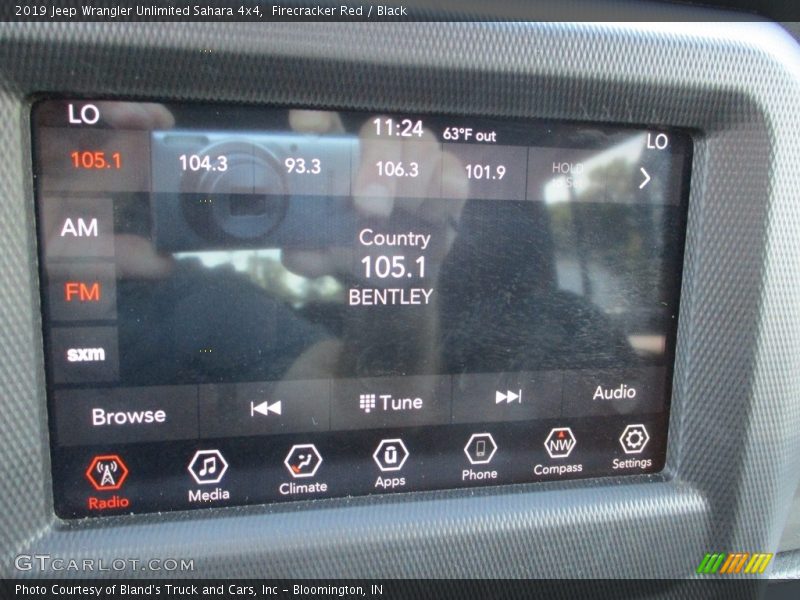 2019 Jeep Wrangler Unlimited Sahara 4x4, Firecracker Red / Black
LO
11:24
63°F out
LO
105.1
104.3
93.3
106.3
101.9
HOLD
AM
Country
105.1
BENTLEY
FM
sxm
Browse
Tune
Audio
NW
Radio
Media
Climate
Apps
Phone
Compass
Settings
GTCARLOT.COM
Photo Courtesy of Bland's Truck and Cars, Inc – Bloomington, IN